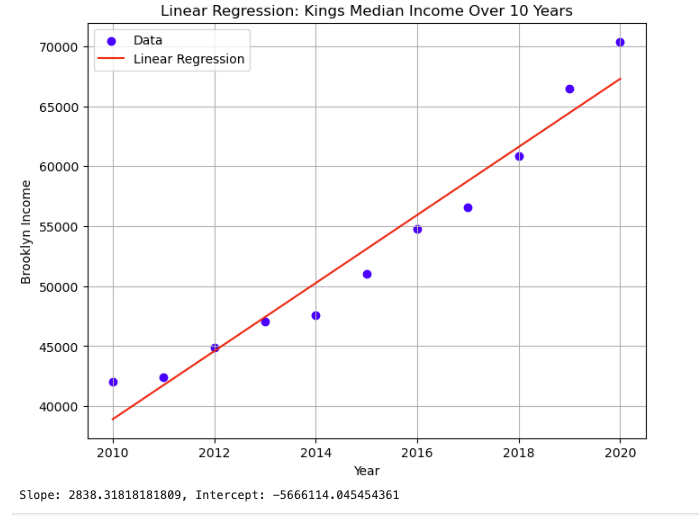 Linear Regression: Kings Median Income Over 10 Years
Data
Linear Regression
70000
65000
60000
55000
50000
45000
40000
Brooklyn Income
2010 2012 2014 2016 2018 2020
Year
Slope: 2838.31818181809, Intercept: -5666114.045454361